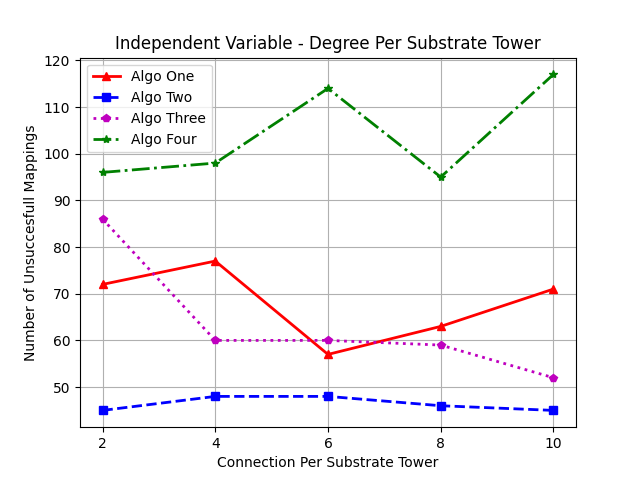 Independent Variable - Degree Per Substrate Tower
Number of Unsuccesfull Mappings
120
110
100
90
80
70
60
50
Algo One
Algo Two
Algo Three
Algo Four
2 4 6 8 10
Connection Per Substrate Tower